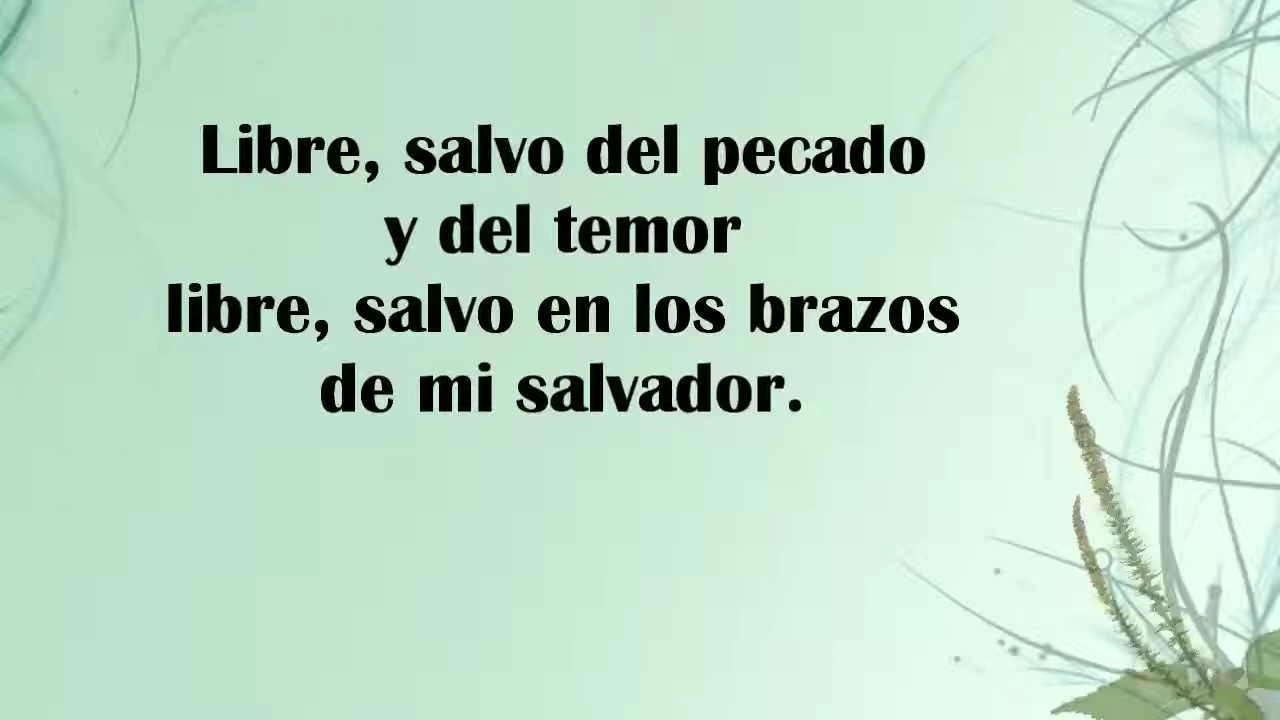 Libre, salvo del pecado
y del temor
libre, salvo en los brazos
de mi salvador.